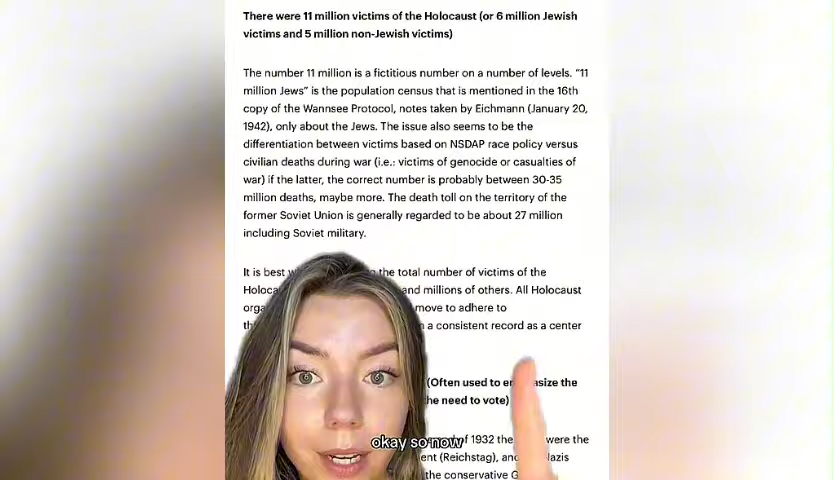 There were 11 million victims of the Holocaust (or 6 million Jewish
victims and 5 million non-Jewish victims)
The number 11 million is a fictitious number on a number of levels. "11
million Jews" is the population census that is mentioned in the 16th
copy of the Wannsee Protocol, notes taken by Eichmann (January 20,
1942), only about the Jews. The issue also seems to be the
differentiation between victims based on NSDAP race policy versus
civilian deaths during war (i.e.: victims of genocide or casualties of
war) if the latter, the correct number is probably between 30-35
million deaths, maybe more. The death toll on the territory of the
former Soviet Union is generally regarded to be about 27 million
including Soviet military.
It is best the total number of victims of the
and millions of others. All Holocaust
move to adhere to
a consistent record as a center
(Often used to the
the need to vote)
of 1932 the were the
(Reichstag), and
the conservative
okay so now